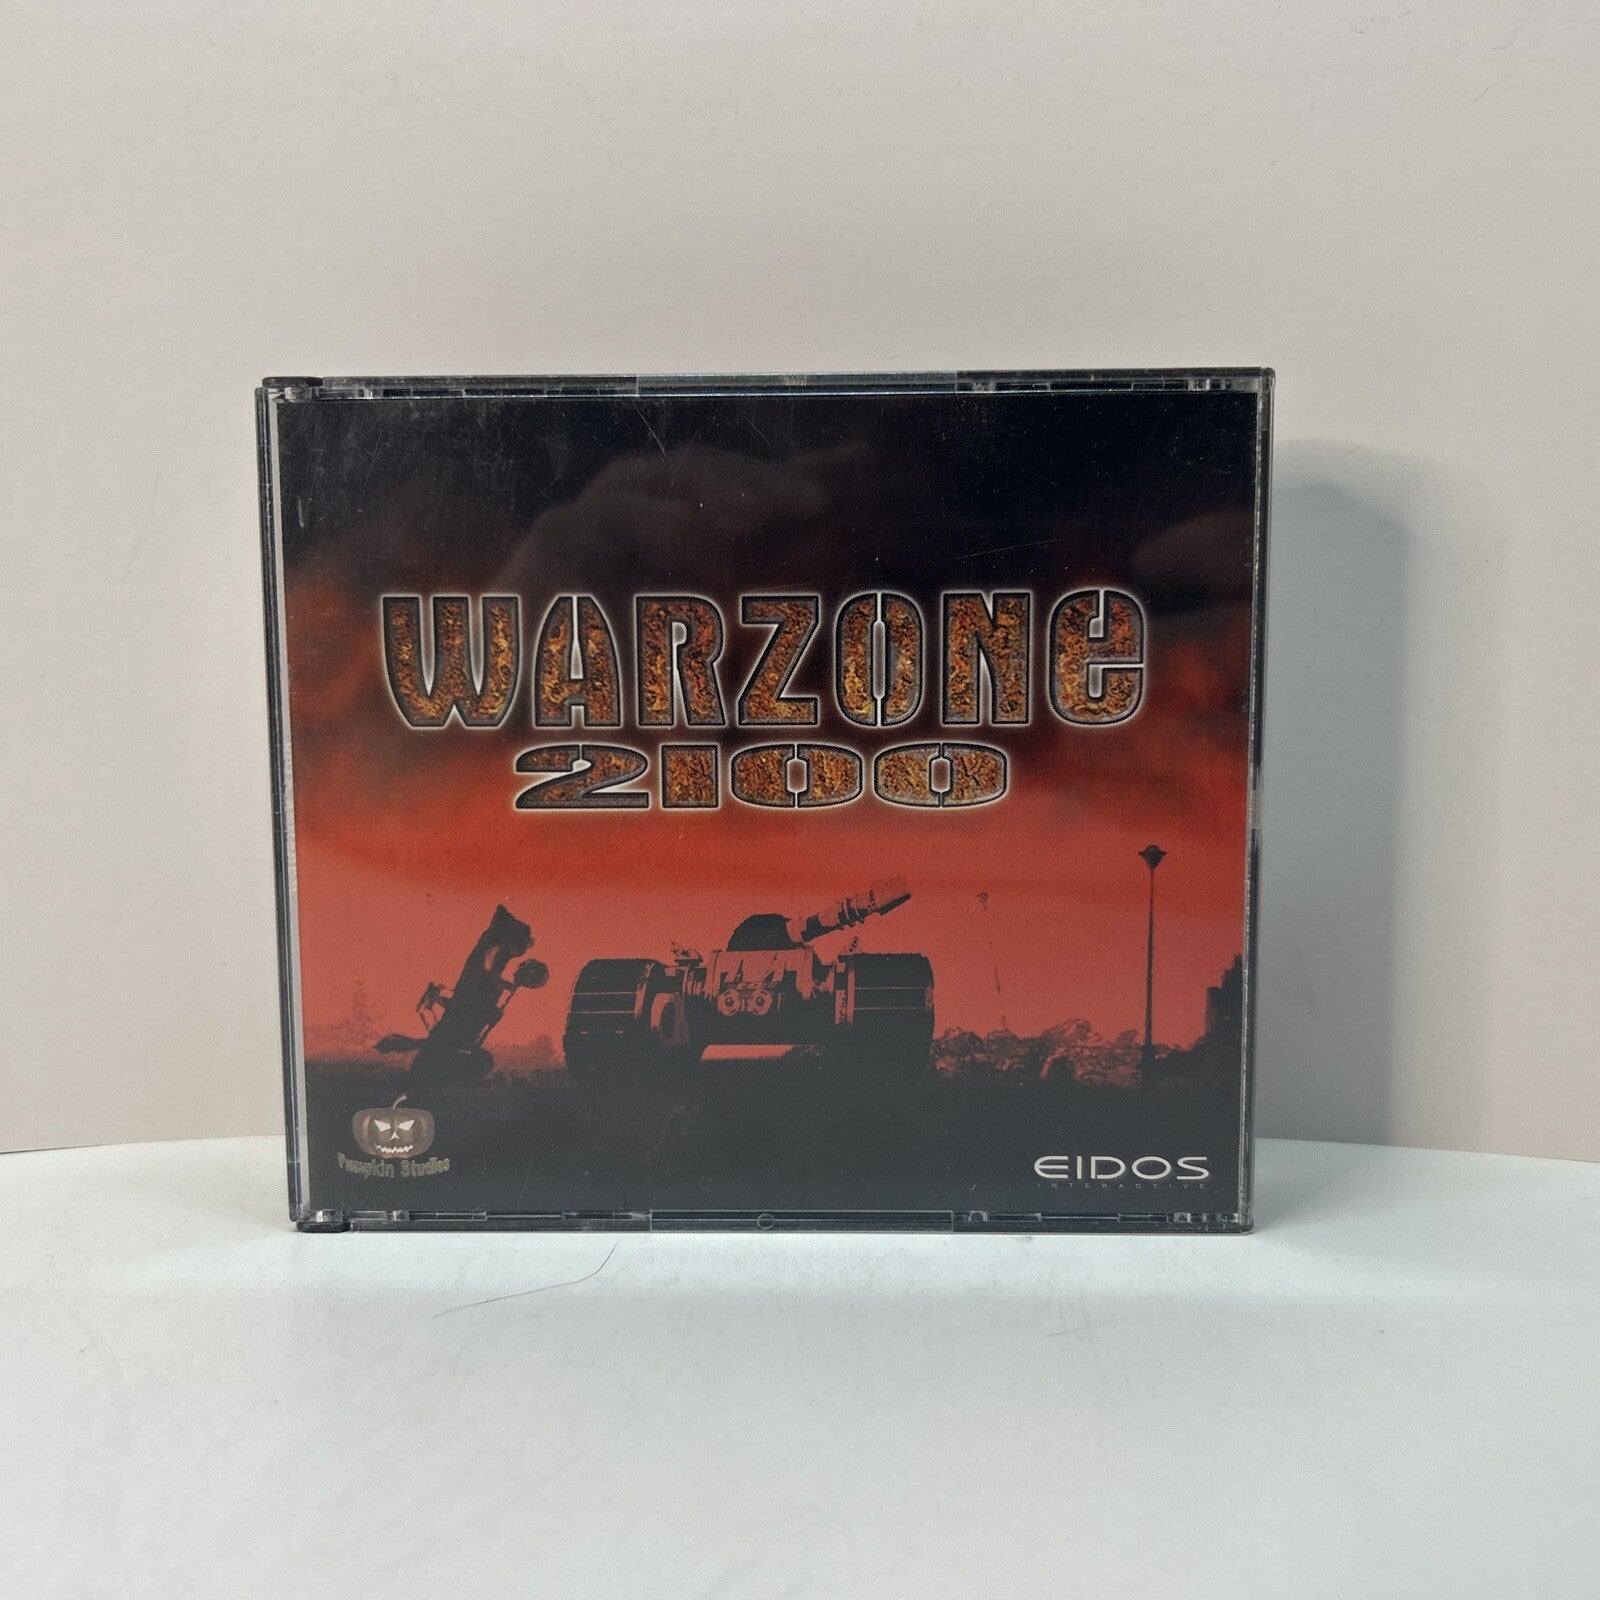 WARZONE
2100
Pumpkin Studios
EIDOS
INTERACTIVE